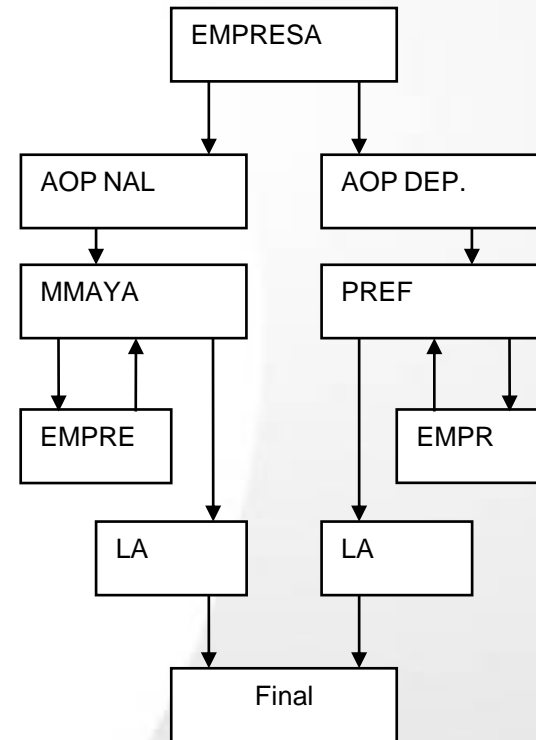 EMPRESA
AOP NAL
AOP DEP.
MMAYA
PREF
EMPRE
EMPR
LA
LA
Final